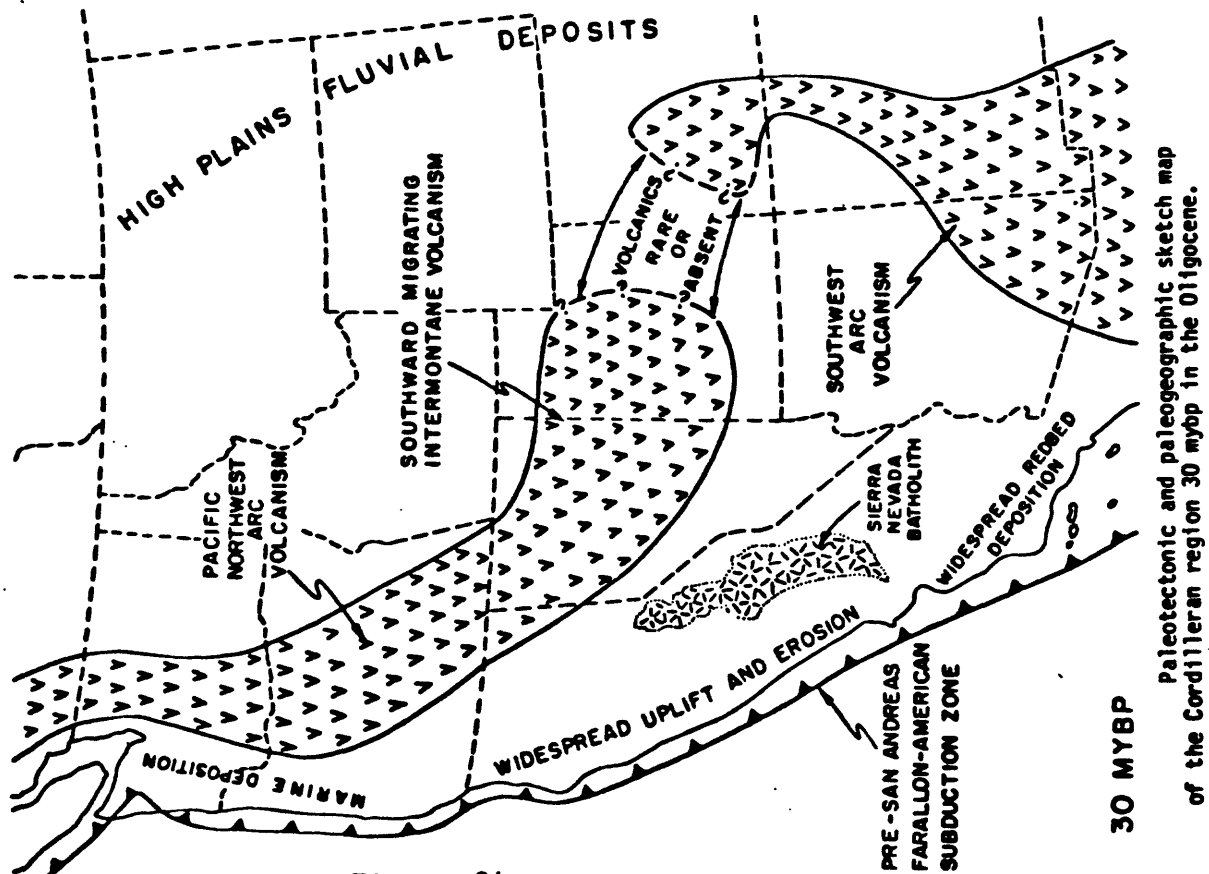 HIGH PLAINS FLUVIAL DEPOSITS
SOUTHWARD MIGRATING
INTERMONTANE VOLCANISM
PACIFIC
NORTHWEST
ARC
VOLCANISM
VOLCANICS
RARE
OR
ABSENT
SOUTHWEST
ARC
VOLCANISM
MARINE DEPOSITION
WIDESPREAD UPLIFT AND EROSION
SIERRA
NEVADA
BATHOLITH
WIDESPREAD REDBED
DEPOSITION
PRE-SAN ANDREAS
FARALLON-AMERICAN
SUBDUCTION ZONE
30 MYBP
Paleotectonic and paleogeographic sketch map
of the Cordilleran region 30 mybp in the Oligocene.